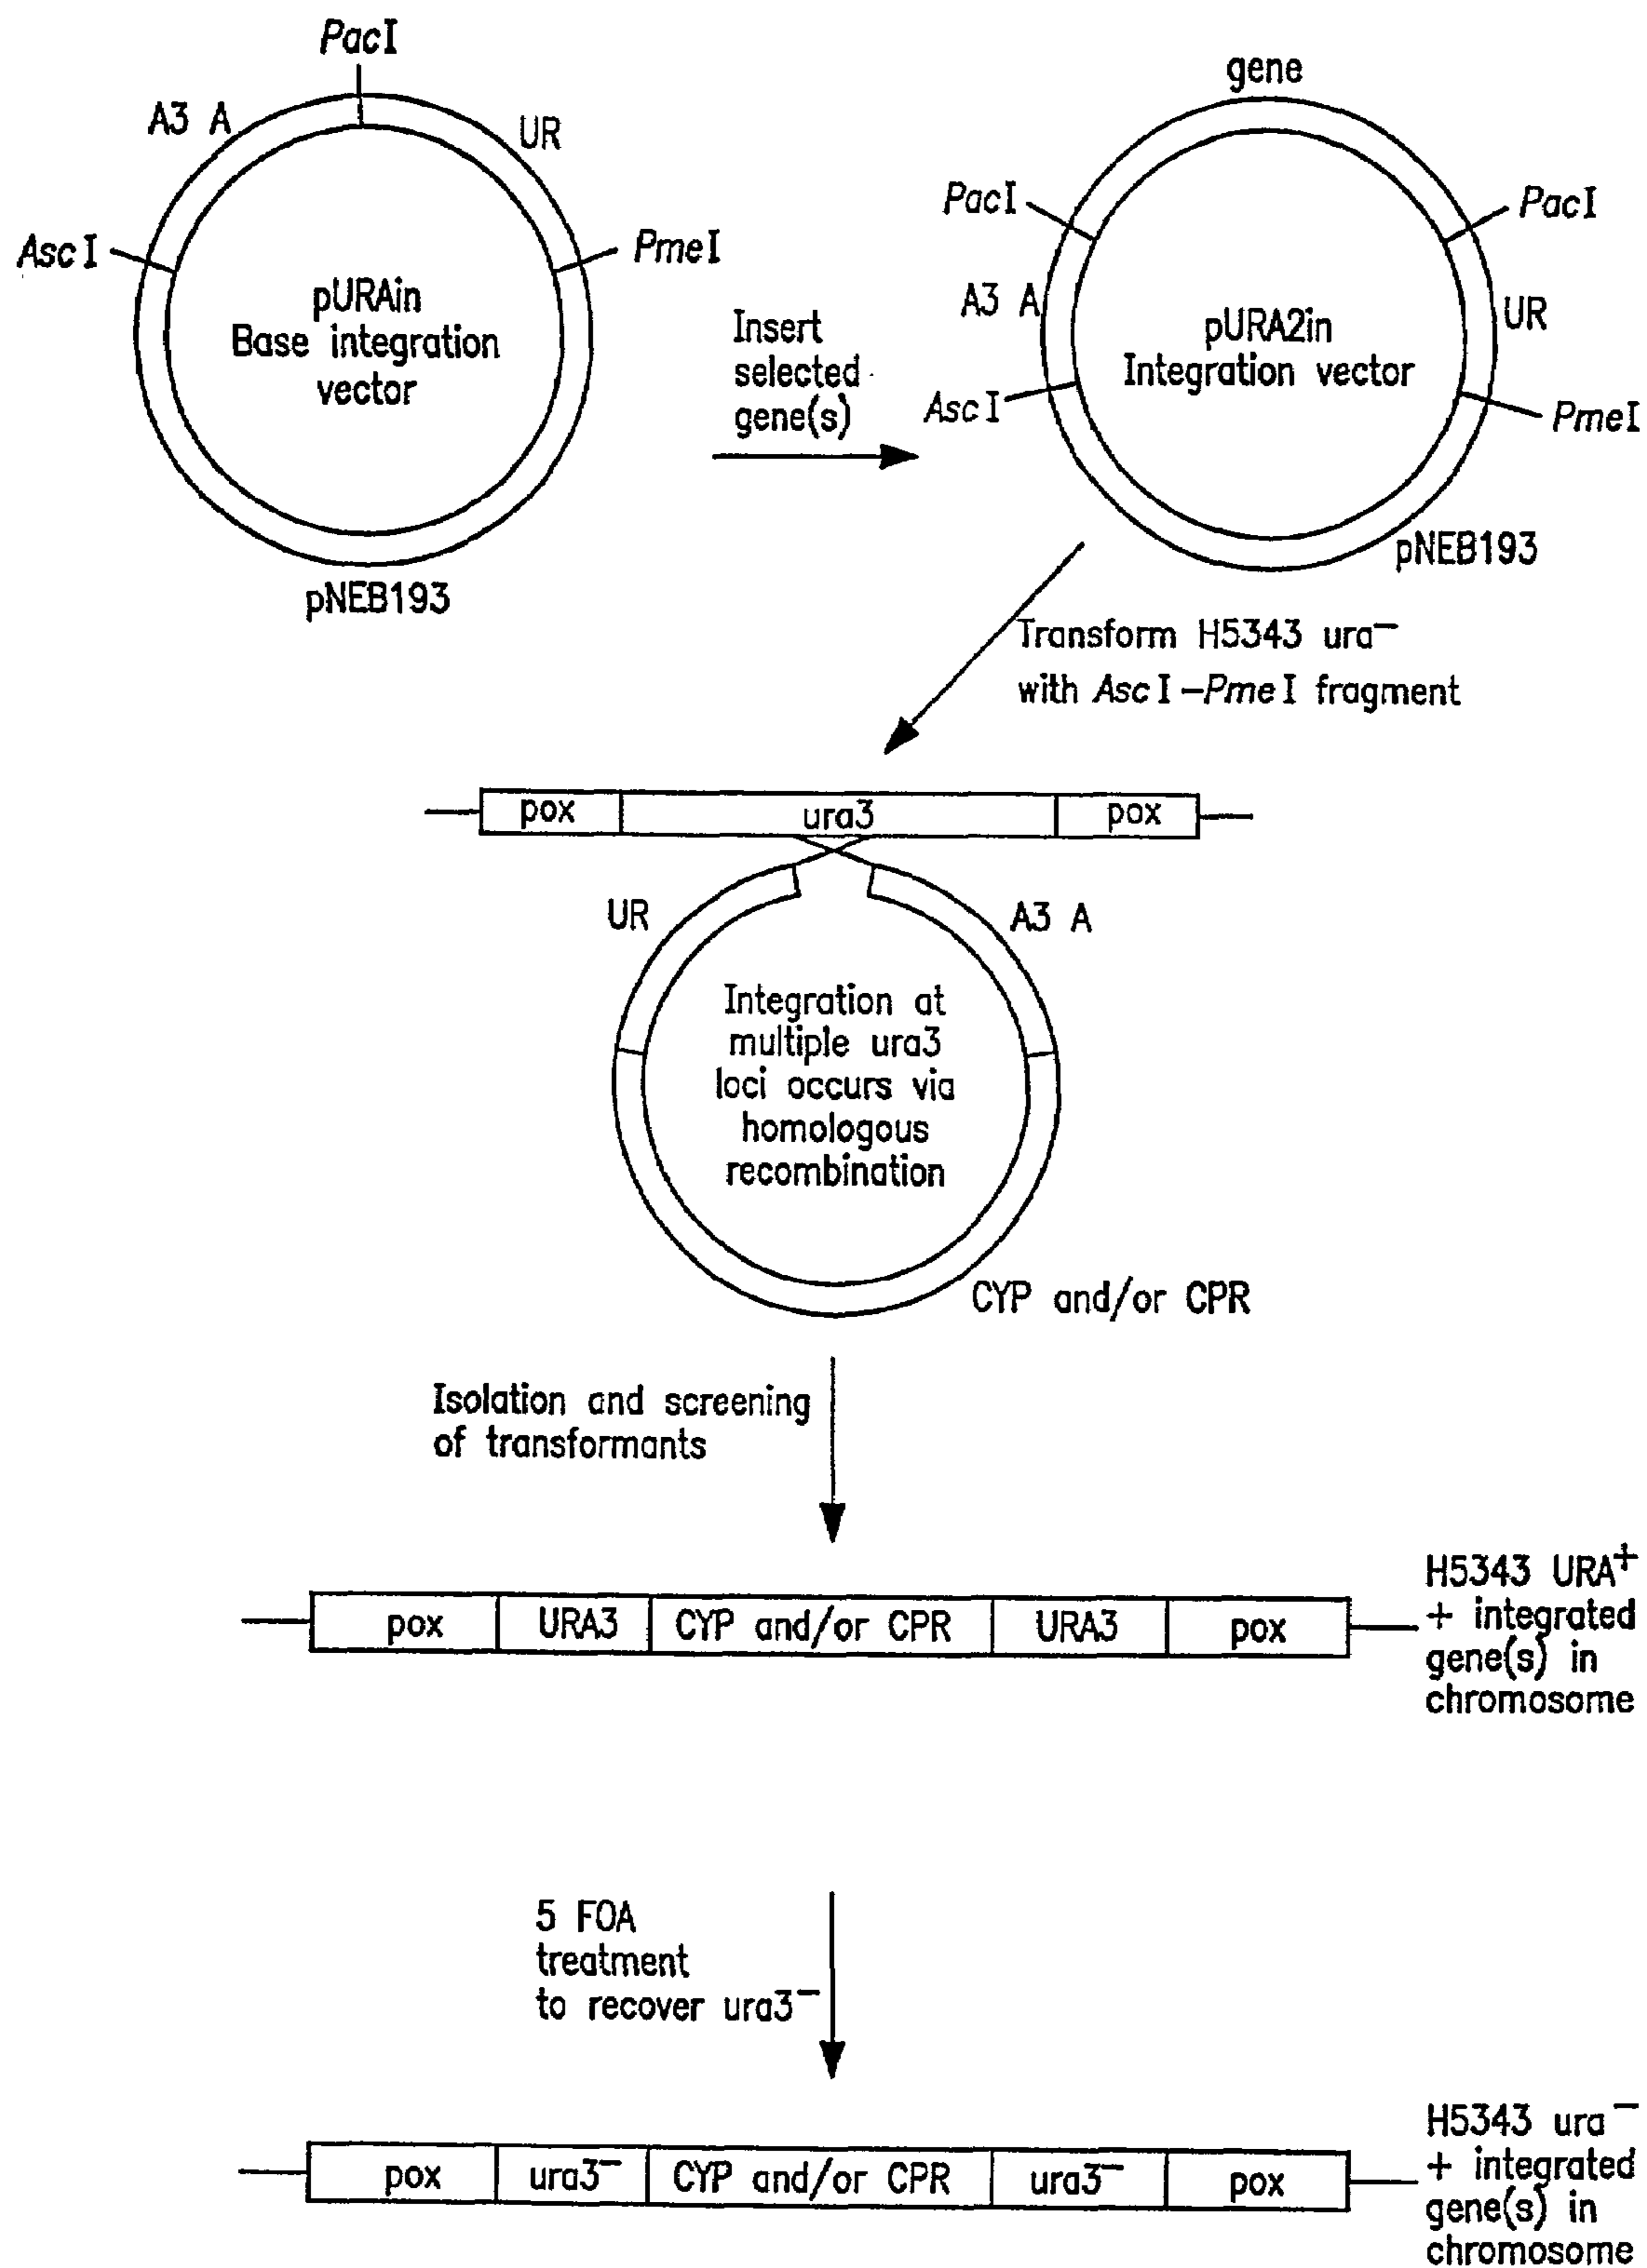 PacI
A3 A
UR
AscI
PmeI
pURAin
Base integration
vector
pNEB193
Insert
selected
gene(s)
gene
PacI
PacI
A3 A
UR
pURA2in
Integration vector
AscI
PmeI
pNEB193
Transform H5343 ura⁻
with AscI-PmeI fragment
pox
ura3
pox
UR
A3 A
Integration at
multiple ura3
loci occurs via
homologous
recombination
CYP and/or CPR
Isolation and screening
of transformants
pox
URA3
CYP and/or CPR
URA3
pox
H5343 URA⁺
+ integrated
gene(s) in
chromosome
5 FOA
treatment
to recover ura3⁻
pox
ura3⁻
CYP and/or CPR
ura3⁻
pox
H5343 ura⁻
+ integrated
gene(s) in
chromosome